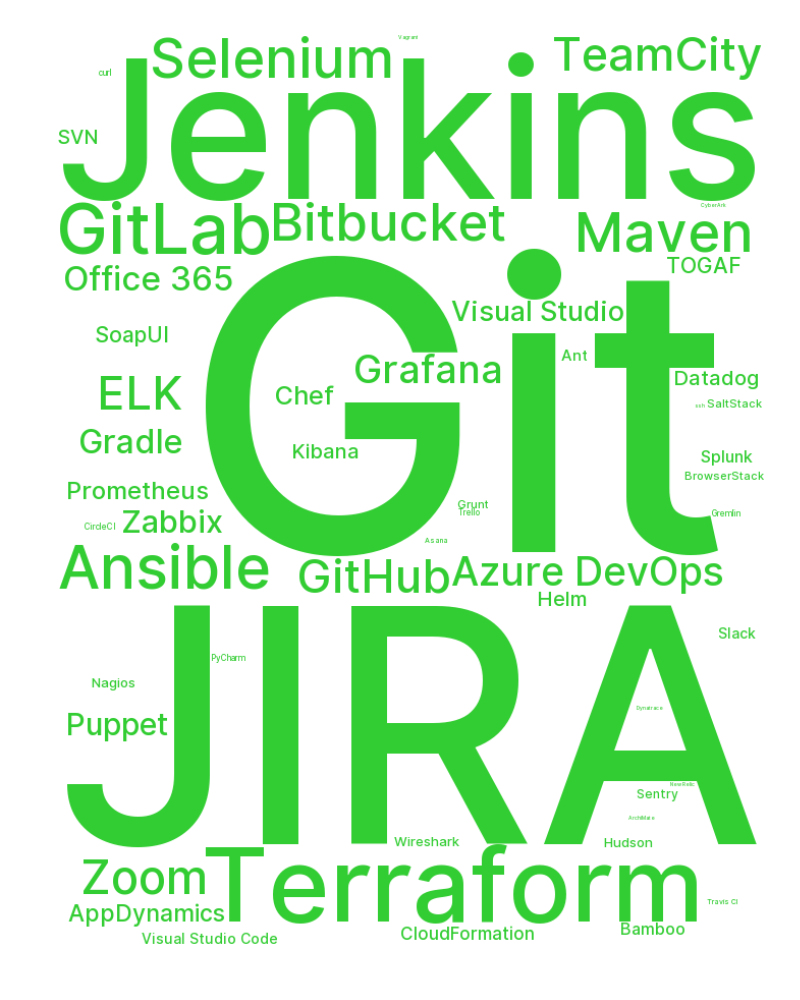 Vagrant
Selenium
TeamCity
curl
Jenkins
SVN
CyberArk
GitLab
Bitbucket
Maven
TOGAF
Office 365
Git
Visual Studio
SoapUI
Ant
Grafana
Datadog
ELK
Chef
SaltStack
Gradle
Kibana
Splunk
BrowserStack
Prometheus
Grunt
Trello
Gremlin
Zabbix
CircleCI
Asana
Ansible
GitHub
Azure DevOps
Helm
JIRA
Slack
PyCharm
Nagios
Dynatrace
Puppet
Sentry
ArchiMate
Wireshark
Hudson
Terraform
Zoom
Travis CI
AppDynamics
Bamboo
CloudFormation
Visual Studio Code